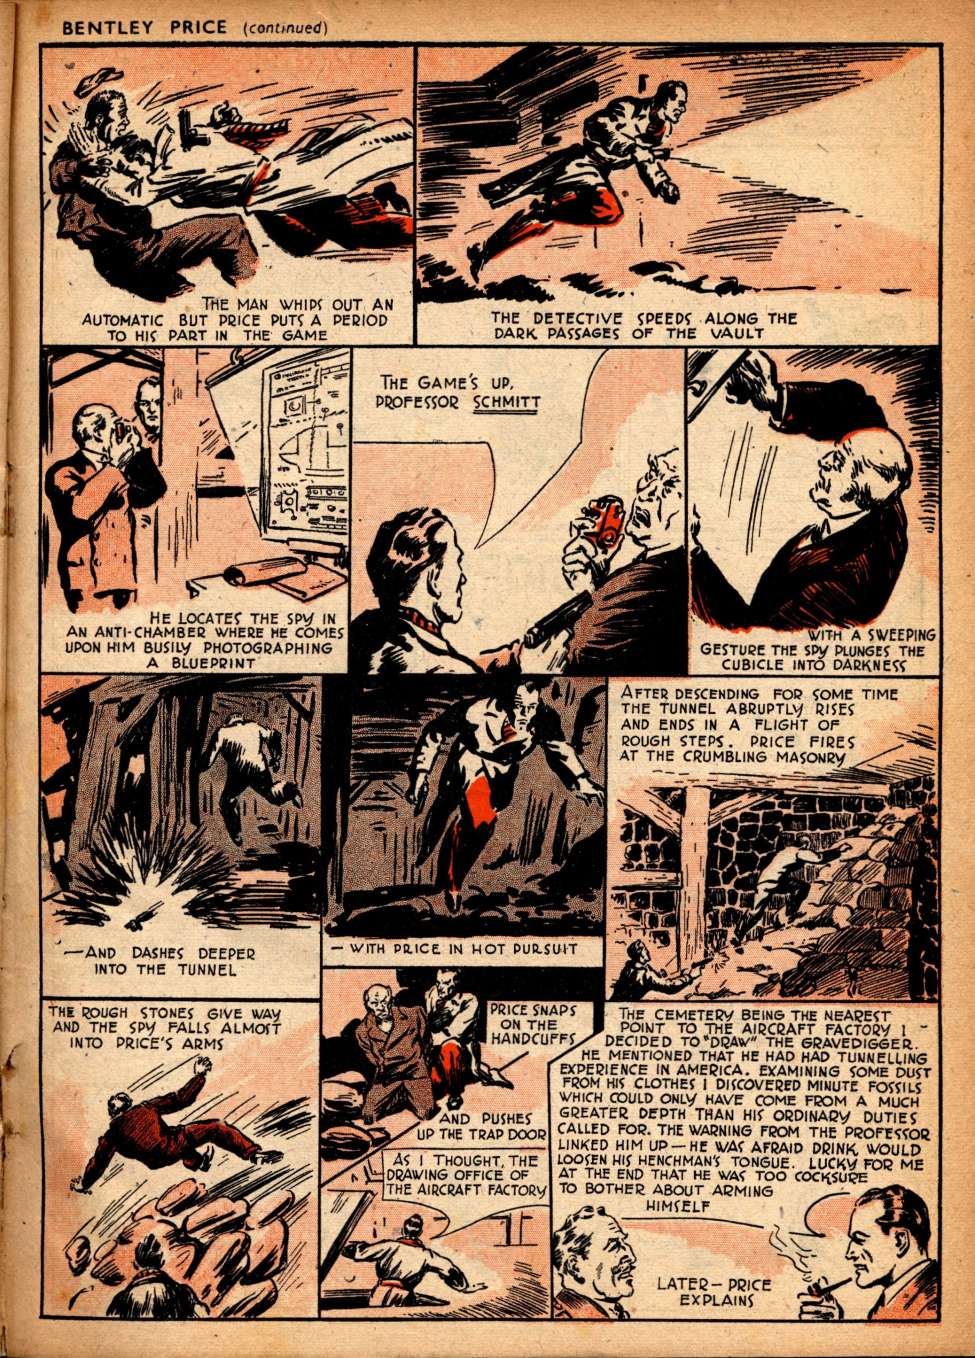 BENTLEY PRICE (continued)
THE MAN WHIPS OUT AN
AUTOMATIC BUT PRICE PUTS A PERIOD
TO HIS PART IN THE GAME
THE DETECTIVE SPEEDS ALONG THE
DARK PASSAGES OF THE VAULT
HE LOCATES THE SPY IN
AN ANTI-CHAMBER WHERE HE COMES
UPON HIM BUSILY PHOTOGRAPHING
A BLUEPRINT
THE GAME'S UP,
PROFESSOR SCHMITT
WITH A SWEEPING
GESTURE THE SPY PLUNGES THE
CUBICLE INTO DARKNESS
—AND DASHES DEEPER
INTO THE TUNNEL
—WITH PRICE IN HOT PURSUIT
AFTER DESCENDING FOR SOME TIME
THE TUNNEL ABRUPTLY RISES
AND ENDS IN A FLIGHT OF
ROUGH STEPS. PRICE FIRES
AT THE CRUMBLING MASONRY
THE ROUGH STONES GIVE WAY
AND THE SPY FALLS ALMOST
INTO PRICE'S ARMS
PRICE SNAPS
ON THE
HANDCUFFS
AND PUSHES
UP THE TRAP DOOR
AS I THOUGHT, THE
DRAWING OFFICE OF
THE AIRCRAFT FACTORY
THE CEMETERY BEING THE NEAREST
POINT TO THE AIRCRAFT FACTORY I
DECIDED TO "DRAW" THE GRAVEDIGGER.
HE MENTIONED THAT HE HAD HAD TUNNELLING
EXPERIENCE IN AMERICA. EXAMINING SOME DUST
FROM HIS CLOTHES I DISCOVERED MINUTE FOSSILS
WHICH COULD ONLY HAVE COME FROM A MUCH
GREATER DEPTH THAN HIS ORDINARY DUTIES
CALLED FOR. THE WARNING FROM THE PROFESSOR
LINKED HIM UP — HE WAS AFRAID DRINK WOULD
LOOSEN HIS HENCHMAN'S TONGUE. LUCKY FOR ME
AT THE END THAT HE WAS TOO COCKSURE
TO BOTHER ABOUT ARMING
HIMSELF
LATER — PRICE
EXPLAINS